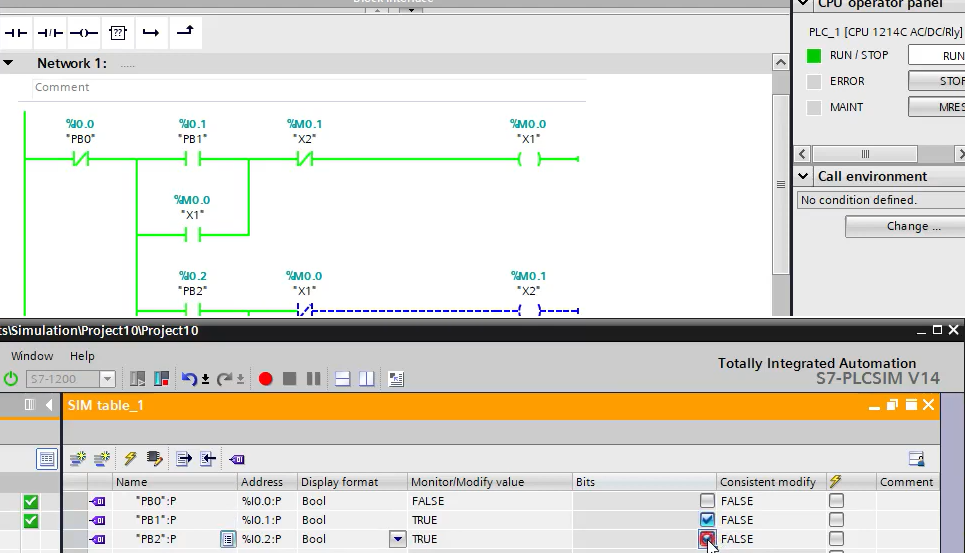 Block interface
CPU operator panel
PLC_1 [CPU 1214C AC/DC/Rly]
RUN / STOP
RUN
ERROR
STOP
MAINT
MRES
Network 1: .....
Comment
%I0.0
"PB0"
%I0.1
"PB1"
%M0.1
"X2"
%M0.0
"X1"
%M0.0
"X1"
%I0.2
"PB2"
%M0.0
"X1"
%M0.1
"X2"
Call environment
No condition defined.
Change ...
ts\Simulation\Project10\Project10
Window Help
Totally Integrated Automation
S7-PLCSIM V14
S7-1200
SIM table_1
Name Address Display format Monitor/Modify value Bits Consistent modify Comment
"PB0":P %I0.0:P Bool FALSE FALSE
"PB1":P %I0.1:P Bool TRUE FALSE
"PB2":P %I0.2:P Bool TRUE FALSE